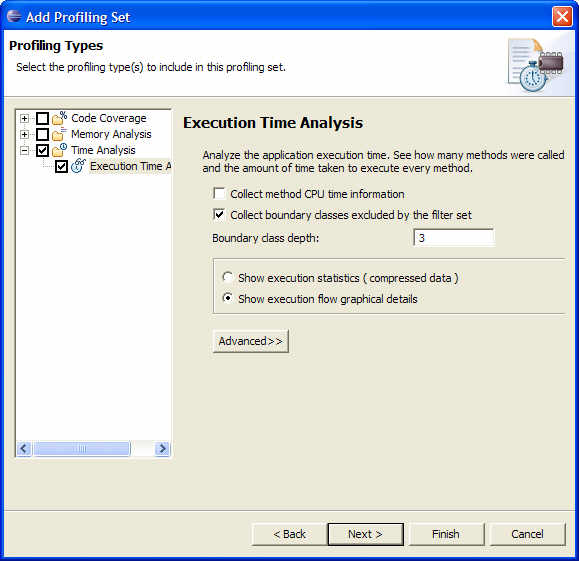 Add Profiling Set
Profiling Types
Select the profiling type(s) to include in this profiling set.
Code Coverage
Memory Analysis
Time Analysis
Execution Time A
Execution Time Analysis
Analyze the application execution time. See how many methods were called
and the amount of time taken to execute every method.
Collect method CPU time information
Collect boundary classes excluded by the filter set
Boundary class depth: 3
Show execution statistics ( compressed data )
Show execution flow graphical details
Advanced>>
< Back Next > Finish Cancel